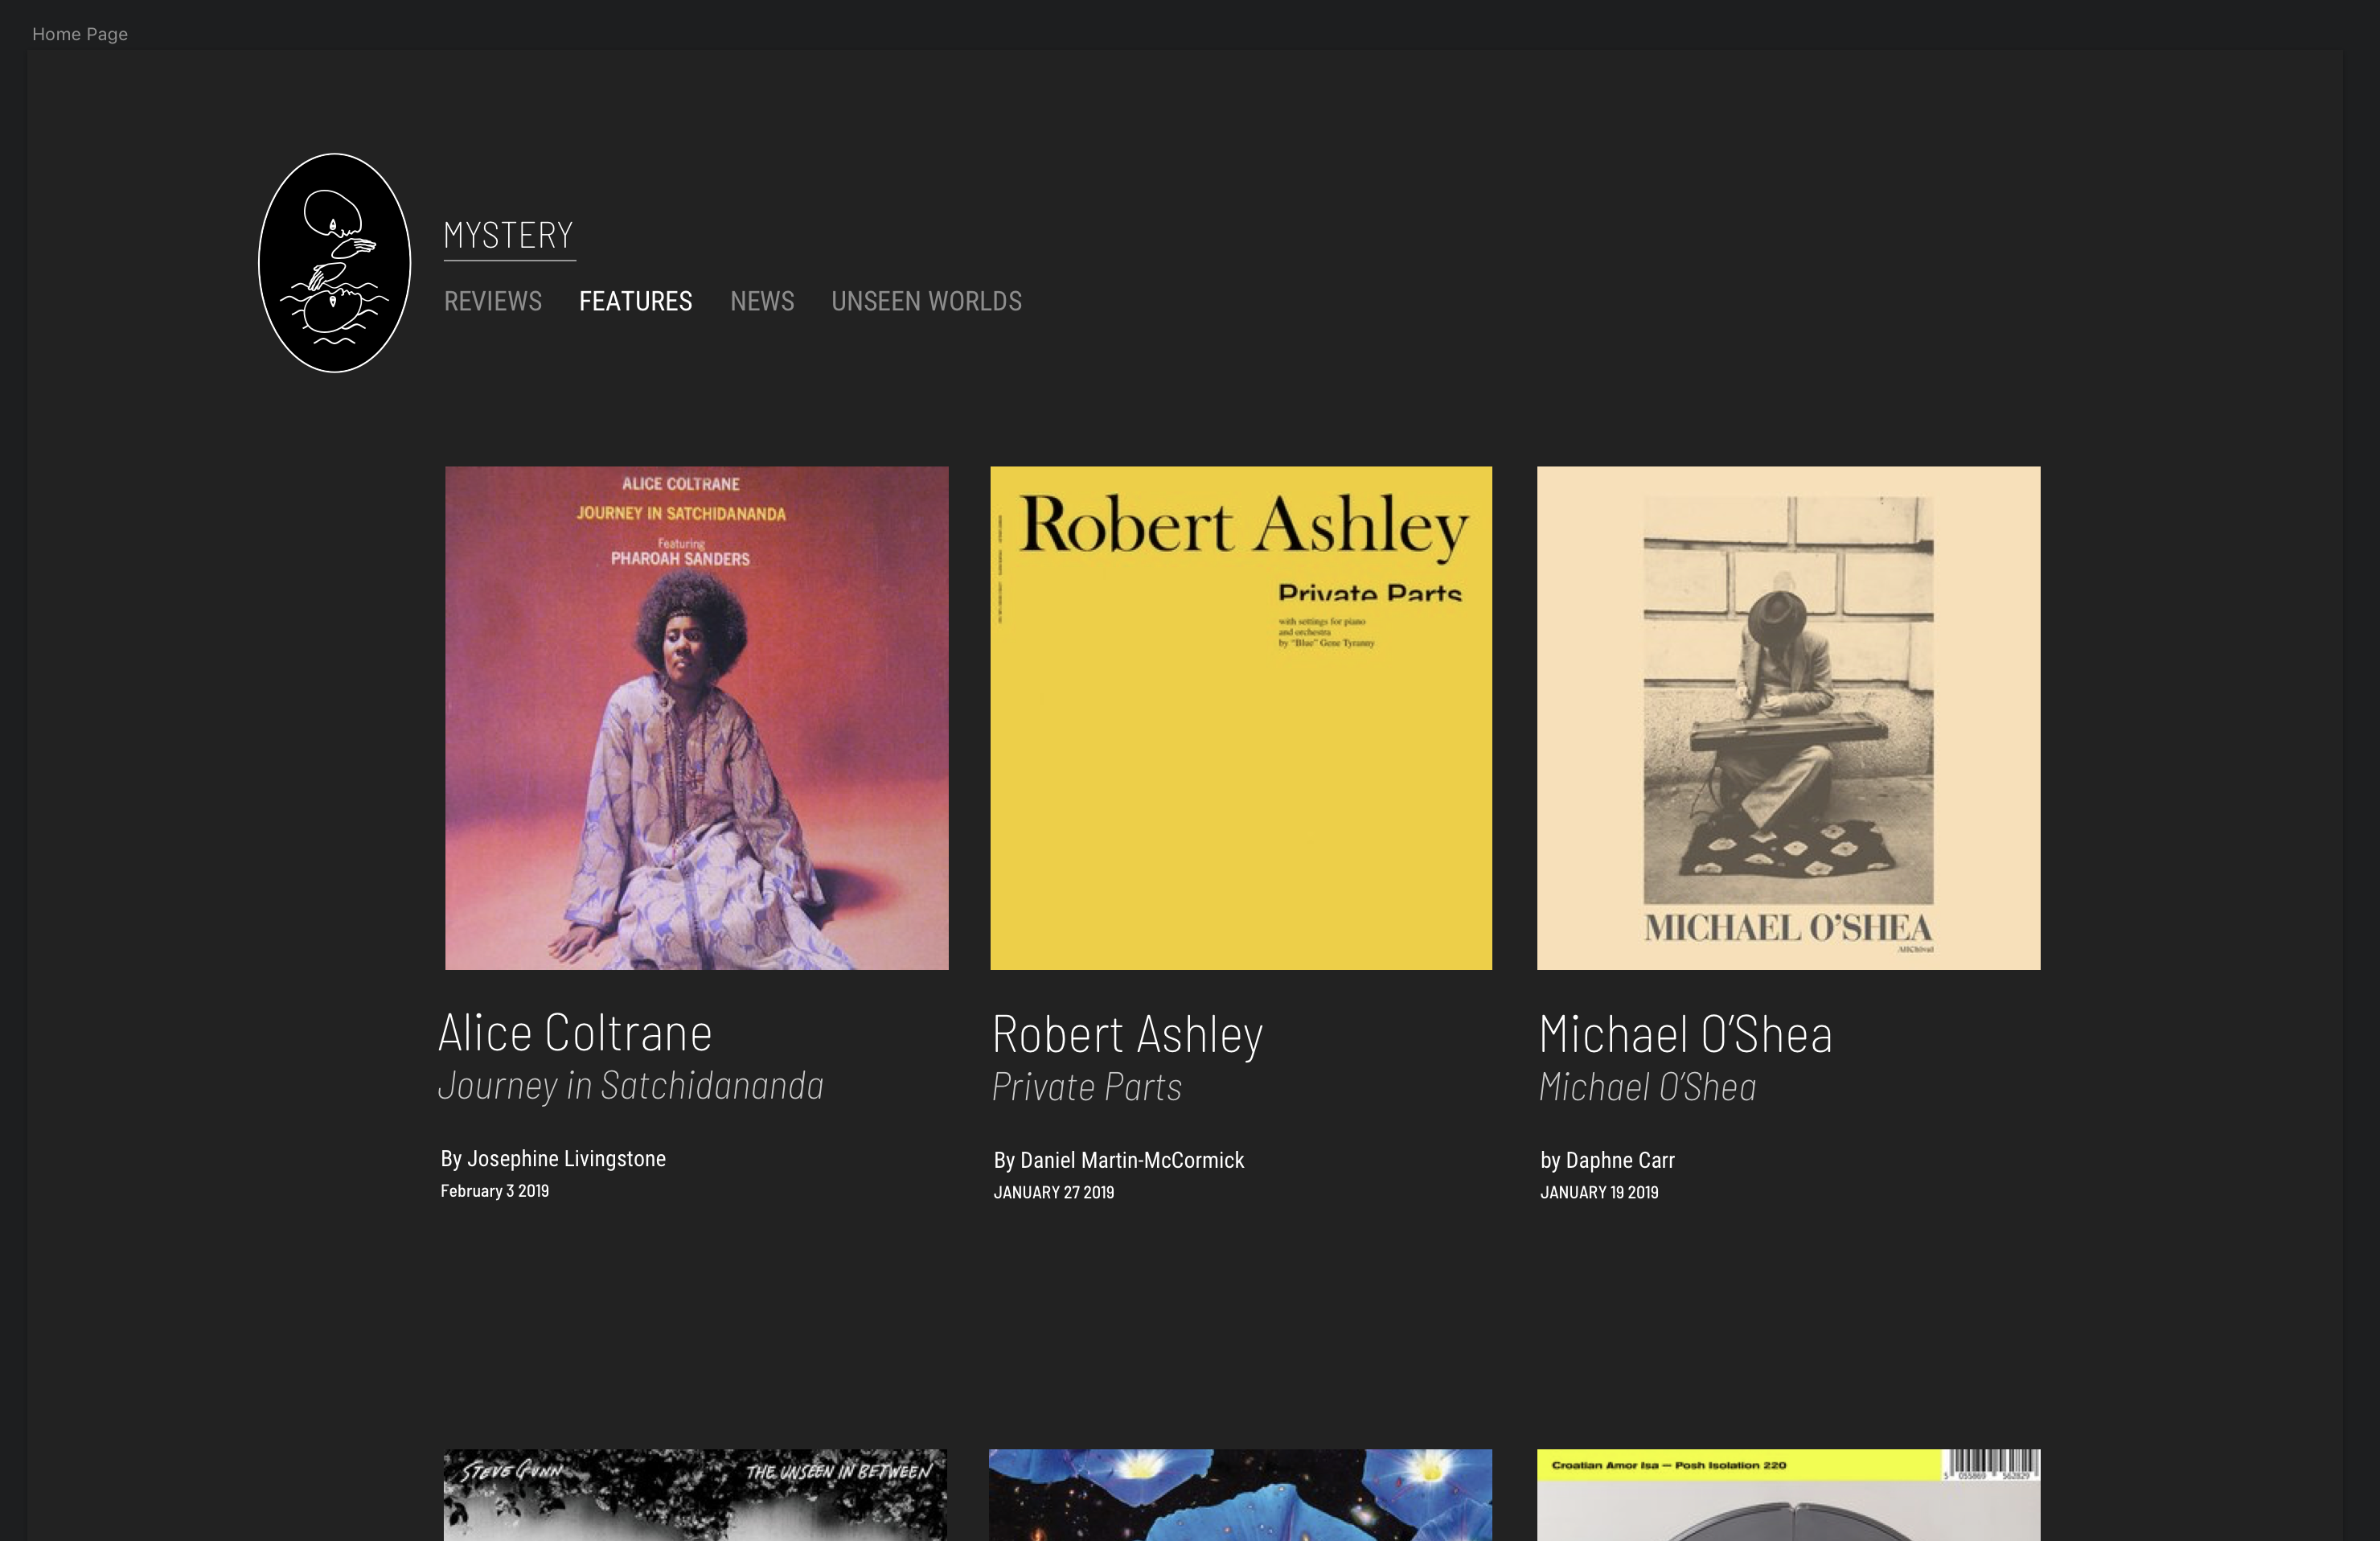 Home Page
MYSTERY
REVIEWS FEATURES NEWS UNSEEN WORLDS
ALICE COLTRANE
JOURNEY IN SATCHIDANANDA
Featuring
PHAROAH SANDERS
Robert Ashley
Private Parts
with settings for piano
and orchestra
by "Blue" Gene Tyranny
MICHAEL O'SHEA
Alice Coltrane
Journey in Satchidananda
By Josephine Livingstone
February 3 2019
Robert Ashley
Private Parts
By Daniel Martin-McCormick
JANUARY 27 2019
Michael O'Shea
Michael O'Shea
by Daphne Carr
JANUARY 19 2019
STEVE GUNN THE UNSEEN IN BETWEEN
Croatian Amor Isa — Posh Isolation 220
5 055869 562829